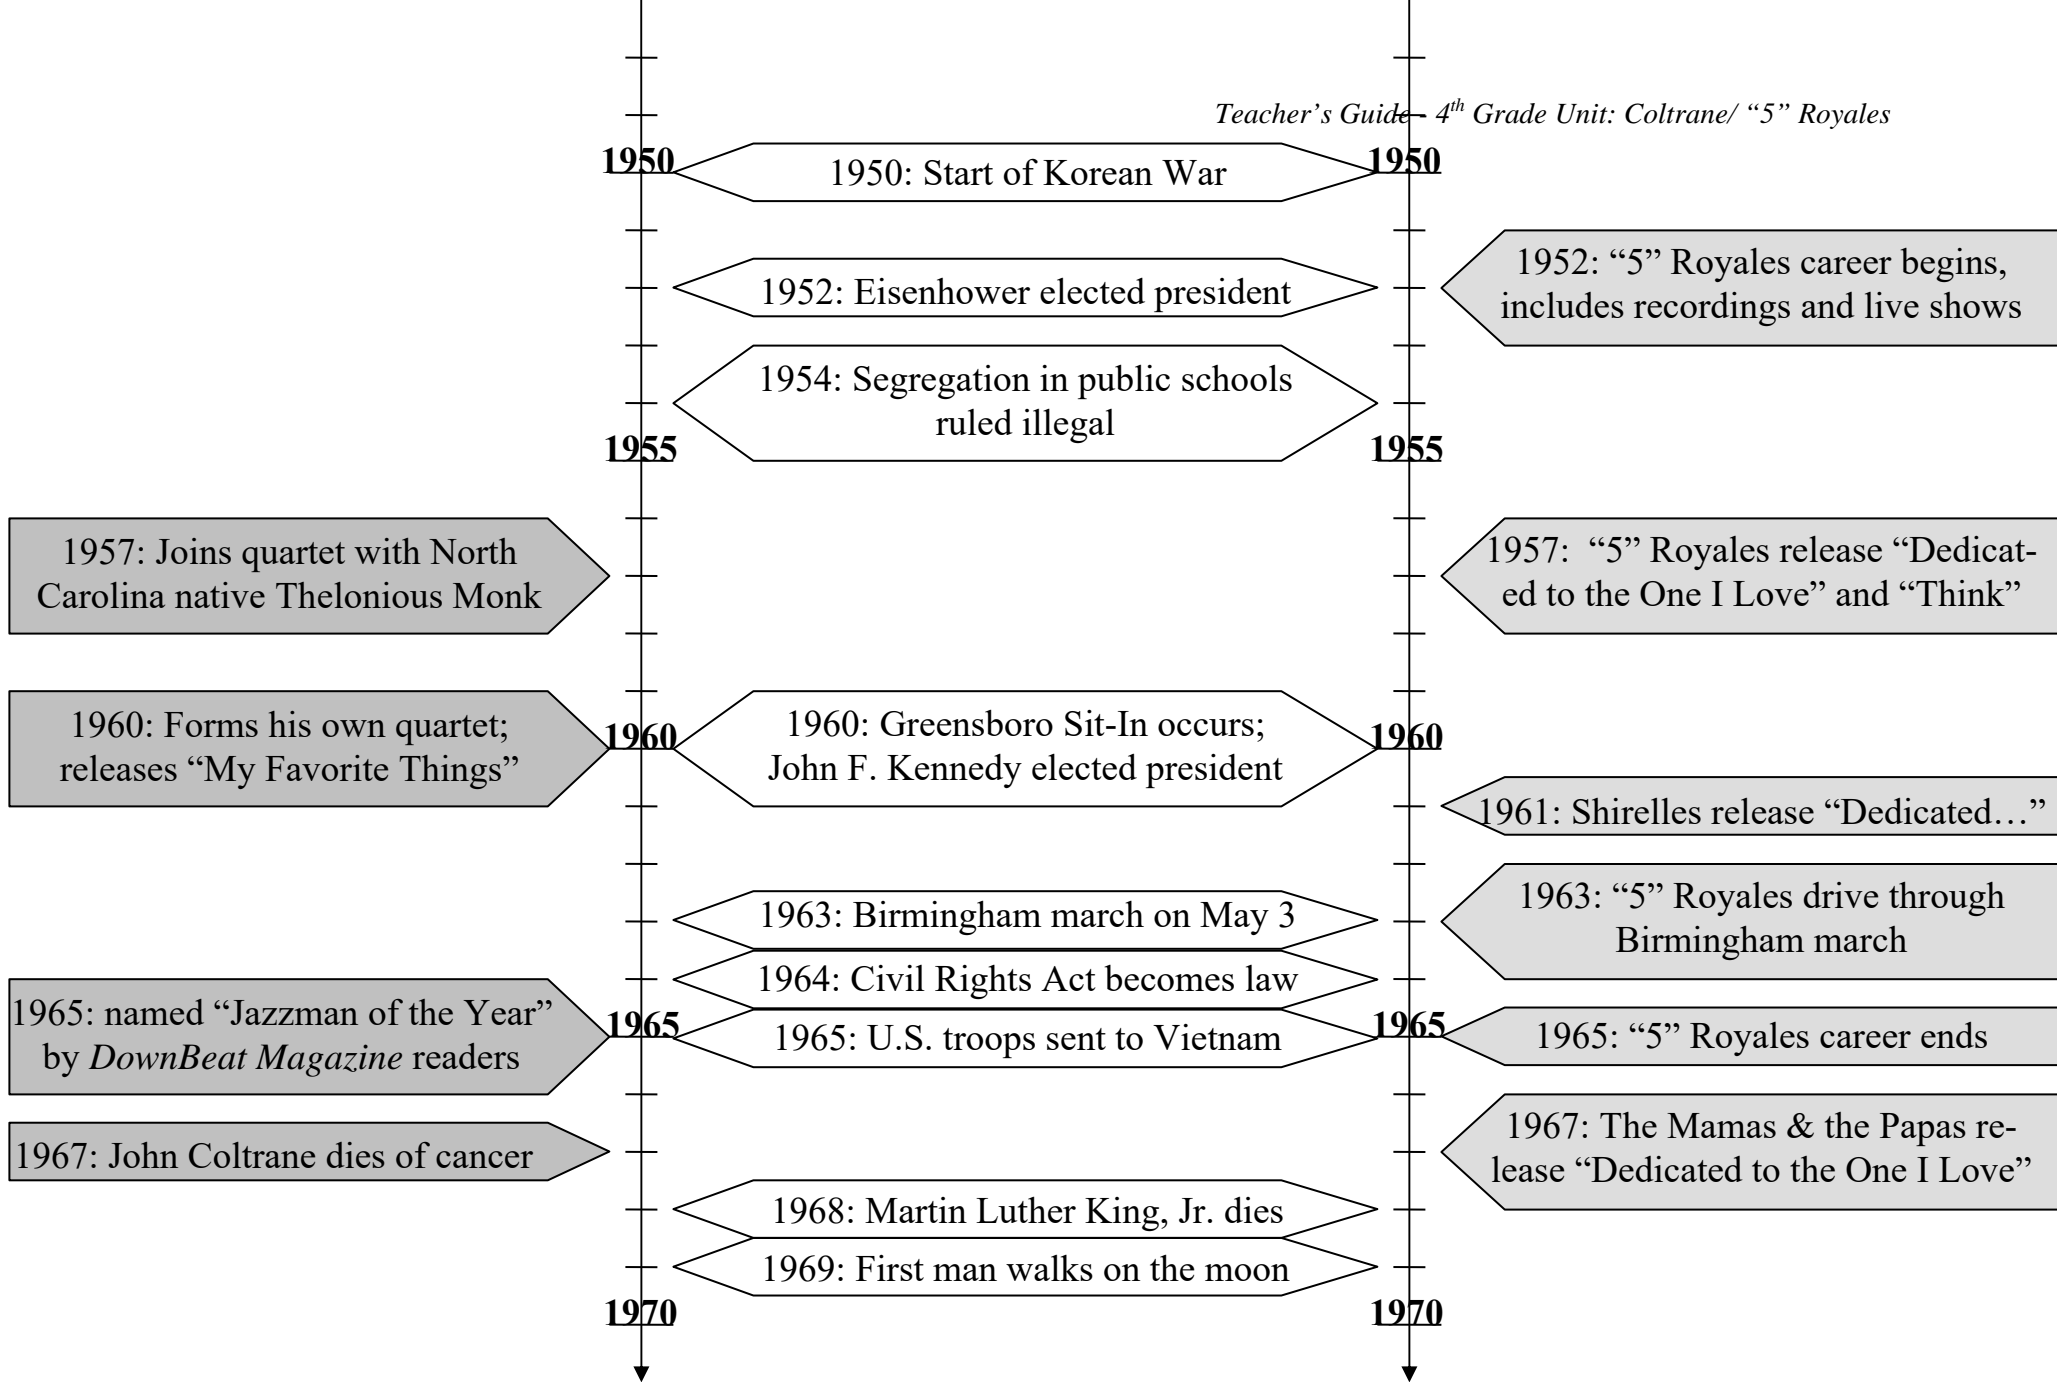 Teacher’s Guide - 4th Grade Unit: Coltrane/ “5” Royales
1950
1950: Start of Korean War
1950
1952: Eisenhower elected president
1952: “5” Royales career begins,
includes recordings and live shows
1954: Segregation in public schools
ruled illegal
1955
1955
1957: Joins quartet with North
Carolina native Thelonious Monk
1957:  “5” Royales release “Dedicat-
ed to the One I Love” and “Think”
1960: Forms his own quartet;
releases “My Favorite Things”
1960
1960: Greensboro Sit-In occurs;
John F. Kennedy elected president
1960
1961: Shirelles release “Dedicated…”
1963: Birmingham march on May 3
1963: “5” Royales drive through
Birmingham march
1964: Civil Rights Act becomes law
1965: named “Jazzman of the Year”
by DownBeat Magazine readers
1965
1965: U.S. troops sent to Vietnam
1965
1965: “5” Royales career ends
1967: John Coltrane dies of cancer
1967: The Mamas & the Papas re-
lease “Dedicated to the One I Love”
1968: Martin Luther King, Jr. dies
1969: First man walks on the moon
1970
1970